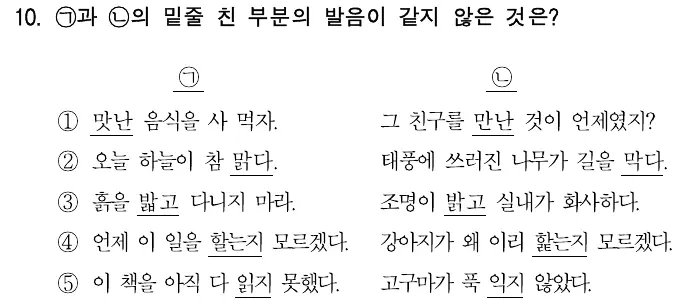 10. ㉠과 ㉡의 밑줄 친 부분의 발음이 같지 않은 것은?
㉠ ㉡
① 맛난 음식을 사 먹자. 그 친구를 만난 것이 언제였지?
② 오늘 하늘이 참 맑다. 태풍에 쓰러진 나무가 길을 막다.
③ 흙을 밟고 다니지 마라. 조명이 밝고 실내가 화사하다.
④ 언제 이 일을 할는지 모르겠다. 강아지가 왜 이리 핥는지 모르겠다.
⑤ 이 책을 아직 다 읽지 못했다. 고구마가 푹 익지 않았다.